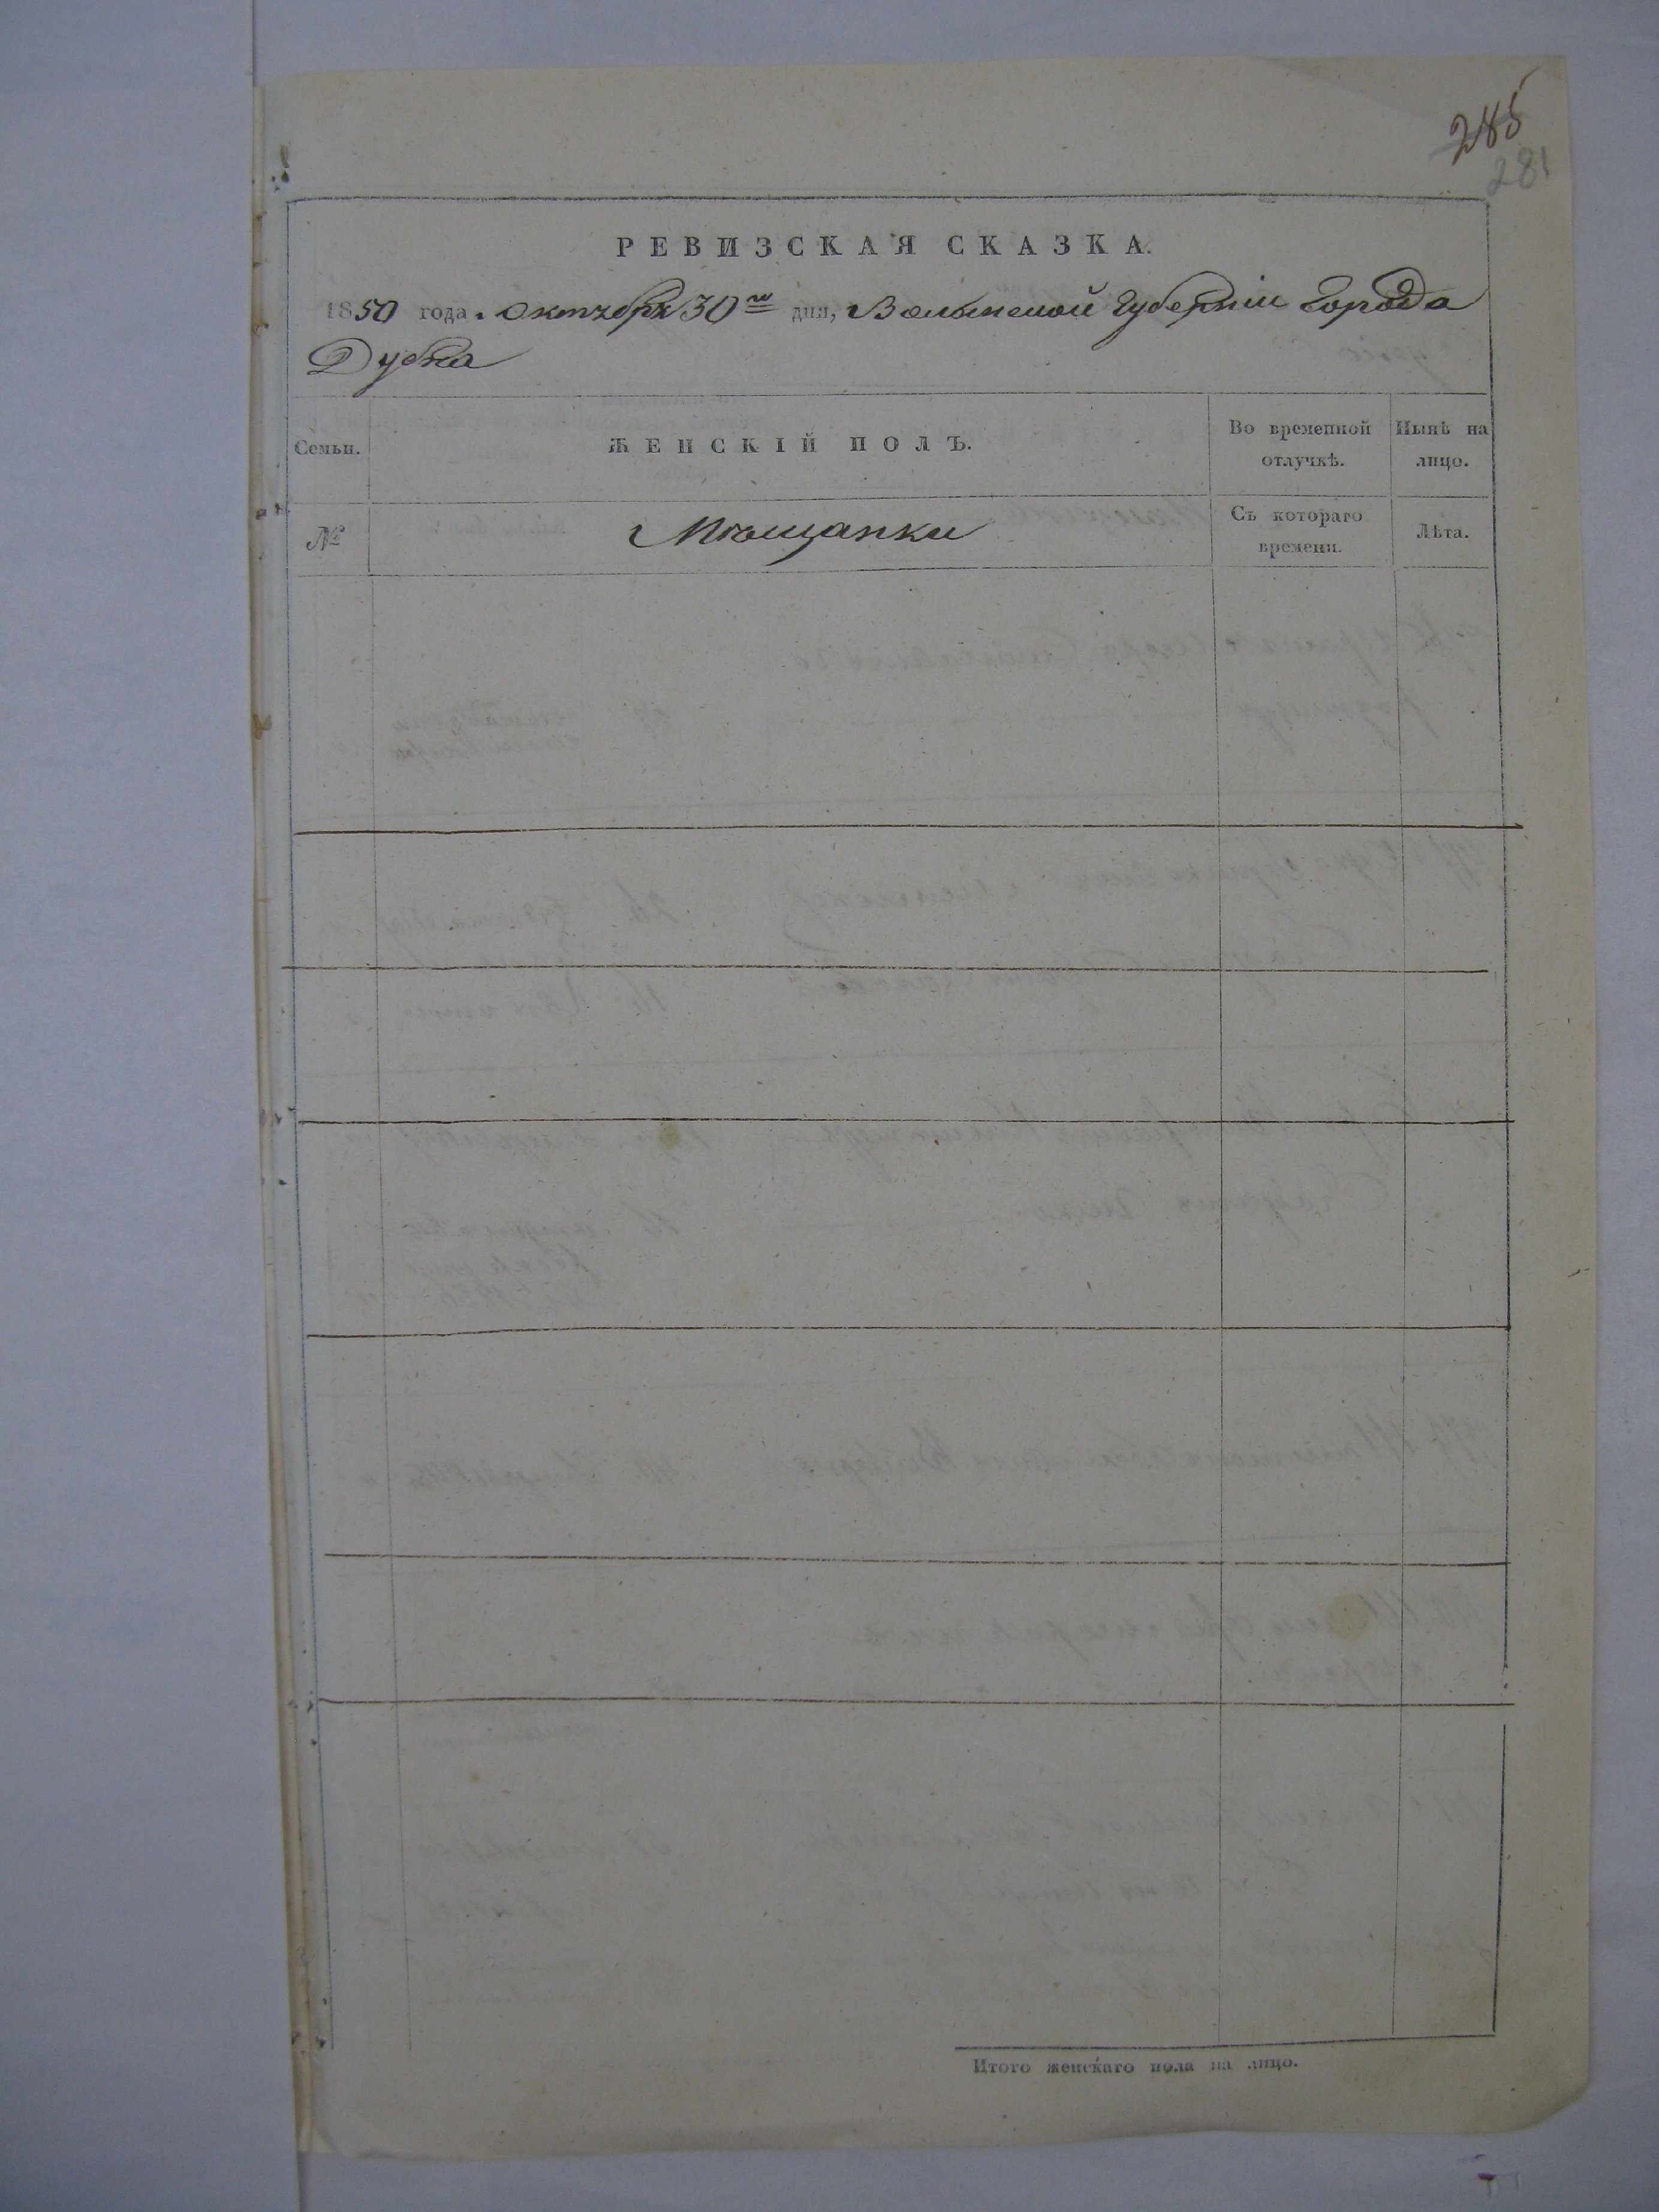 285
281
РЕВИЗСКАЯ СКАЗКА.
1850 года Октября 30го дня, Волынской Губерніи Города
Дубна
Семьи.
ЖЕНСКІЙ ПОЛЪ.
Во временной отлучкѣ.
Нынѣ на лицо.
№
Мѣщанки
Съ котораго времени.
Лѣта.
Итого женскаго пола на лицо.